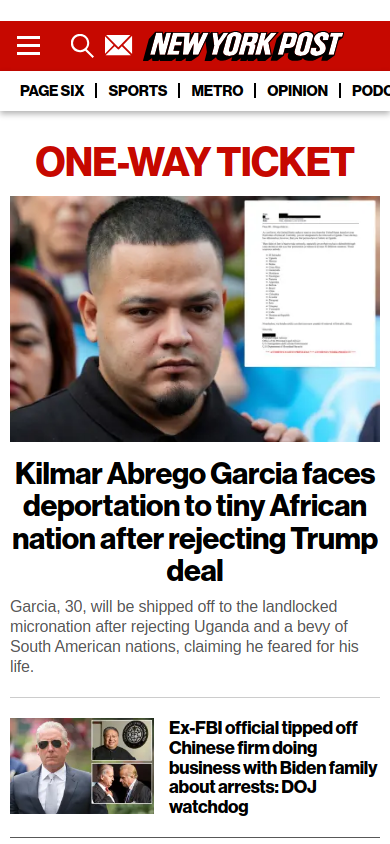 NEW YORK POST
PAGE SIX
SPORTS
METRO
OPINION
PODC
ONE-WAY TICKET
Kilmar Abrego Garcia faces
deportation to tiny African
nation after rejecting Trump
deal
Garcia, 30, will be shipped off to the landlocked
micronation after rejecting Uganda and a bevy of
South American nations, claiming he feared for his
life.
Ex-FBI official tipped off
Chinese firm doing
business with Biden family
about arrests: DOJ
watchdog